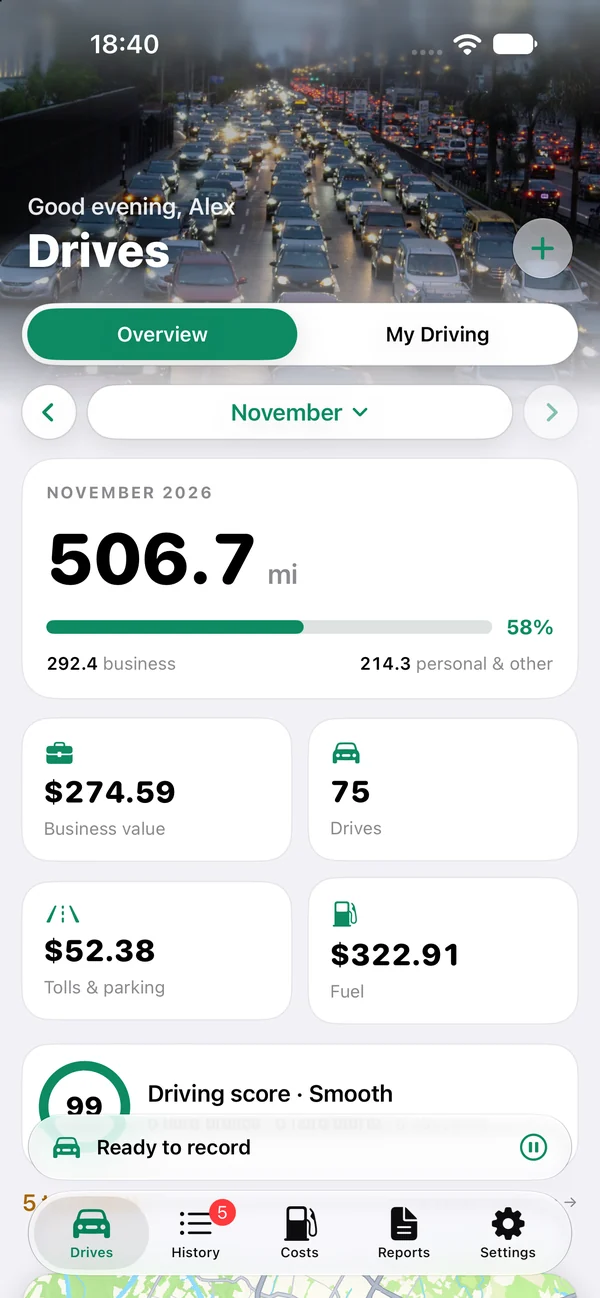 18:40
Good evening, Alex
Drives
Overview
My Driving
November
NOVEMBER 2026
506.7 mi
58%
292.4 business
214.3 personal & other
$274.59
Business value
75
Drives
$52.38
Tolls & parking
$322.91
Fuel
99
Driving score · Smooth
Ready to record
5
Drives
History
Costs
Reports
Settings